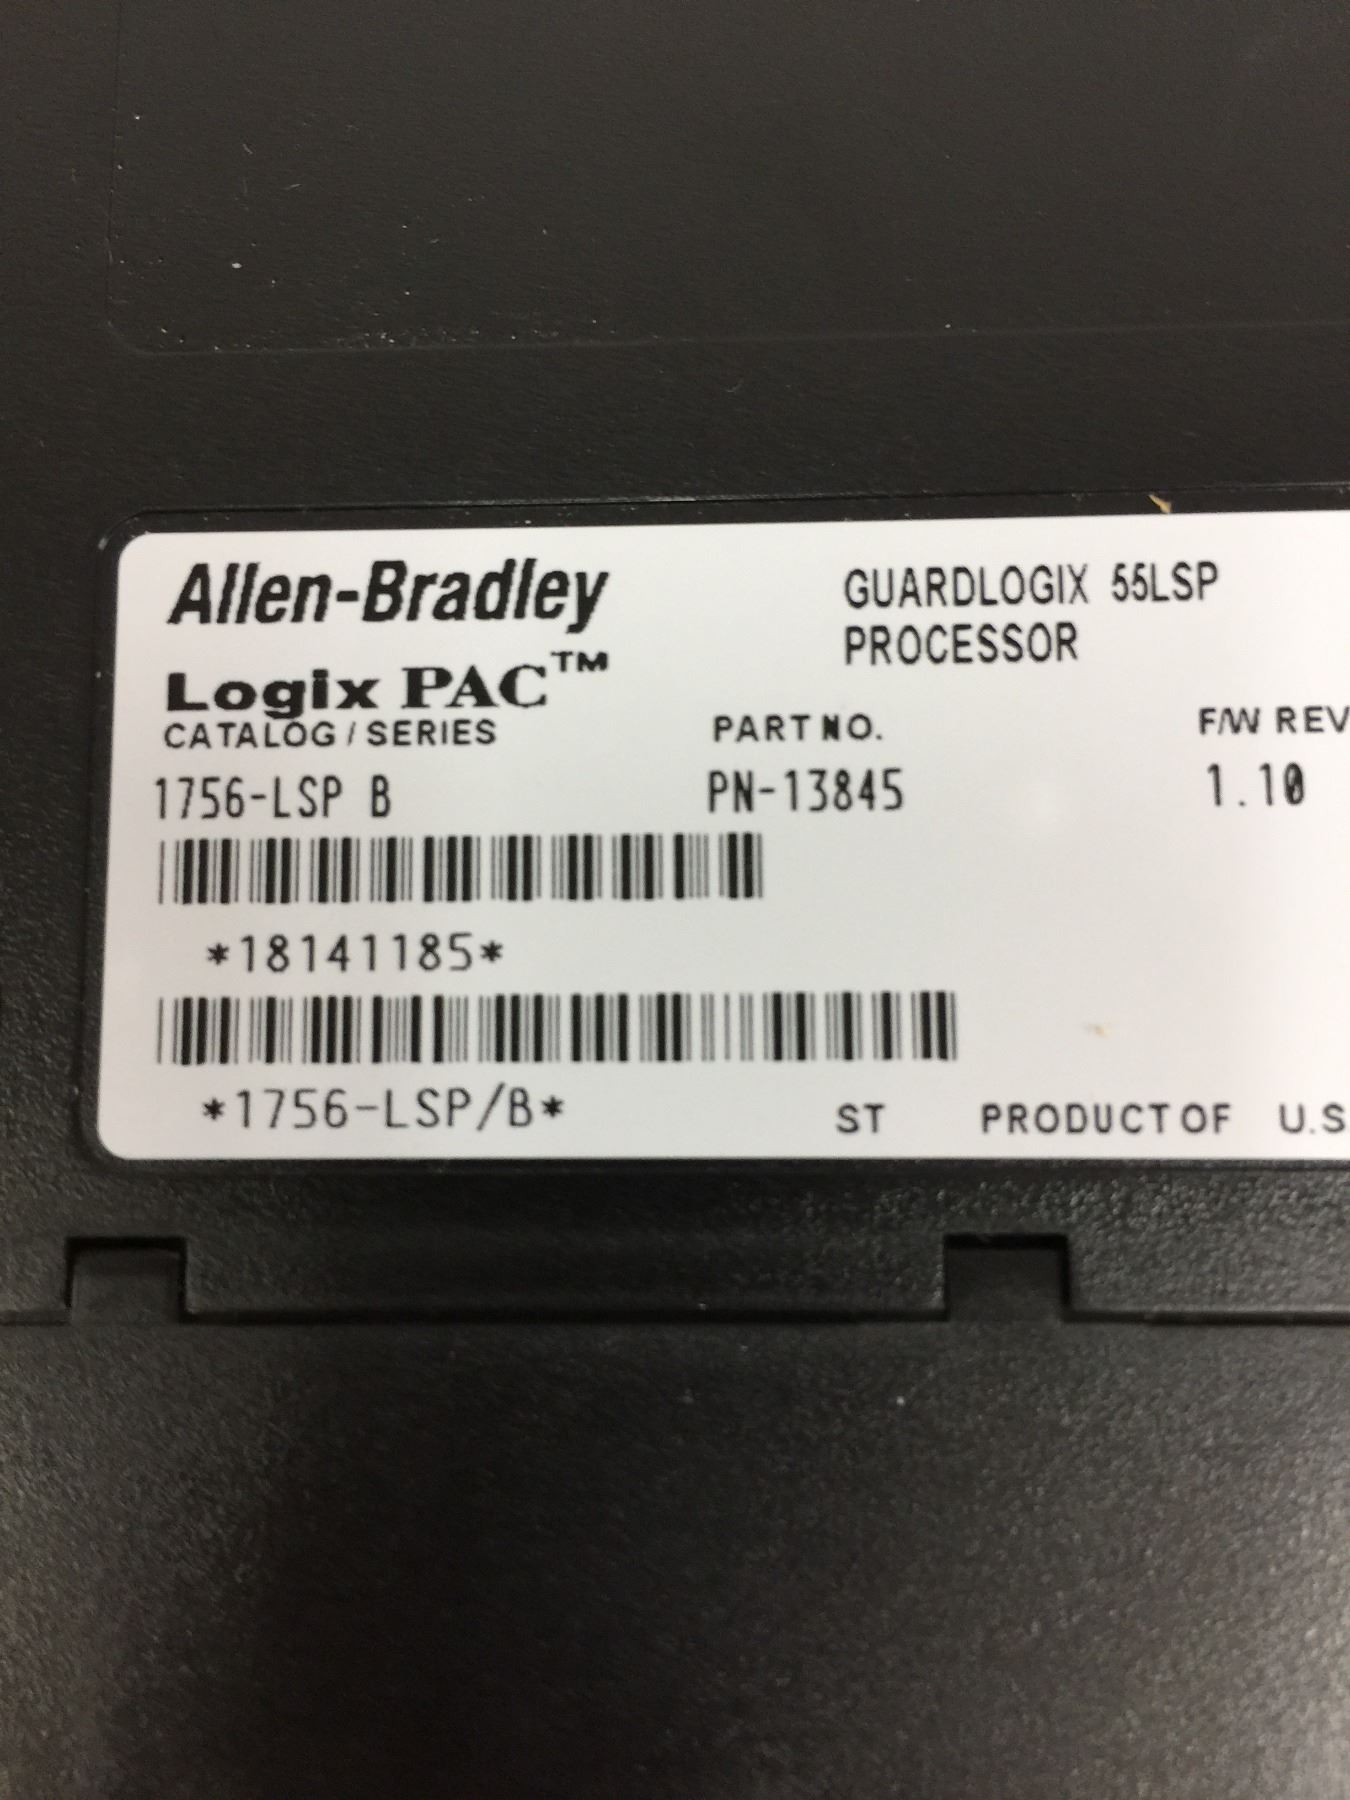 Allen-Bradley
GUARDLOGIX 55LSP
PROCESSOR
Logix PAC™
CATALOG / SERIES PART NO. F/W REV
1756-LSP B PN-13845 1.10
*18141185*
*1756-LSP/B* ST PRODUCT OF U.S